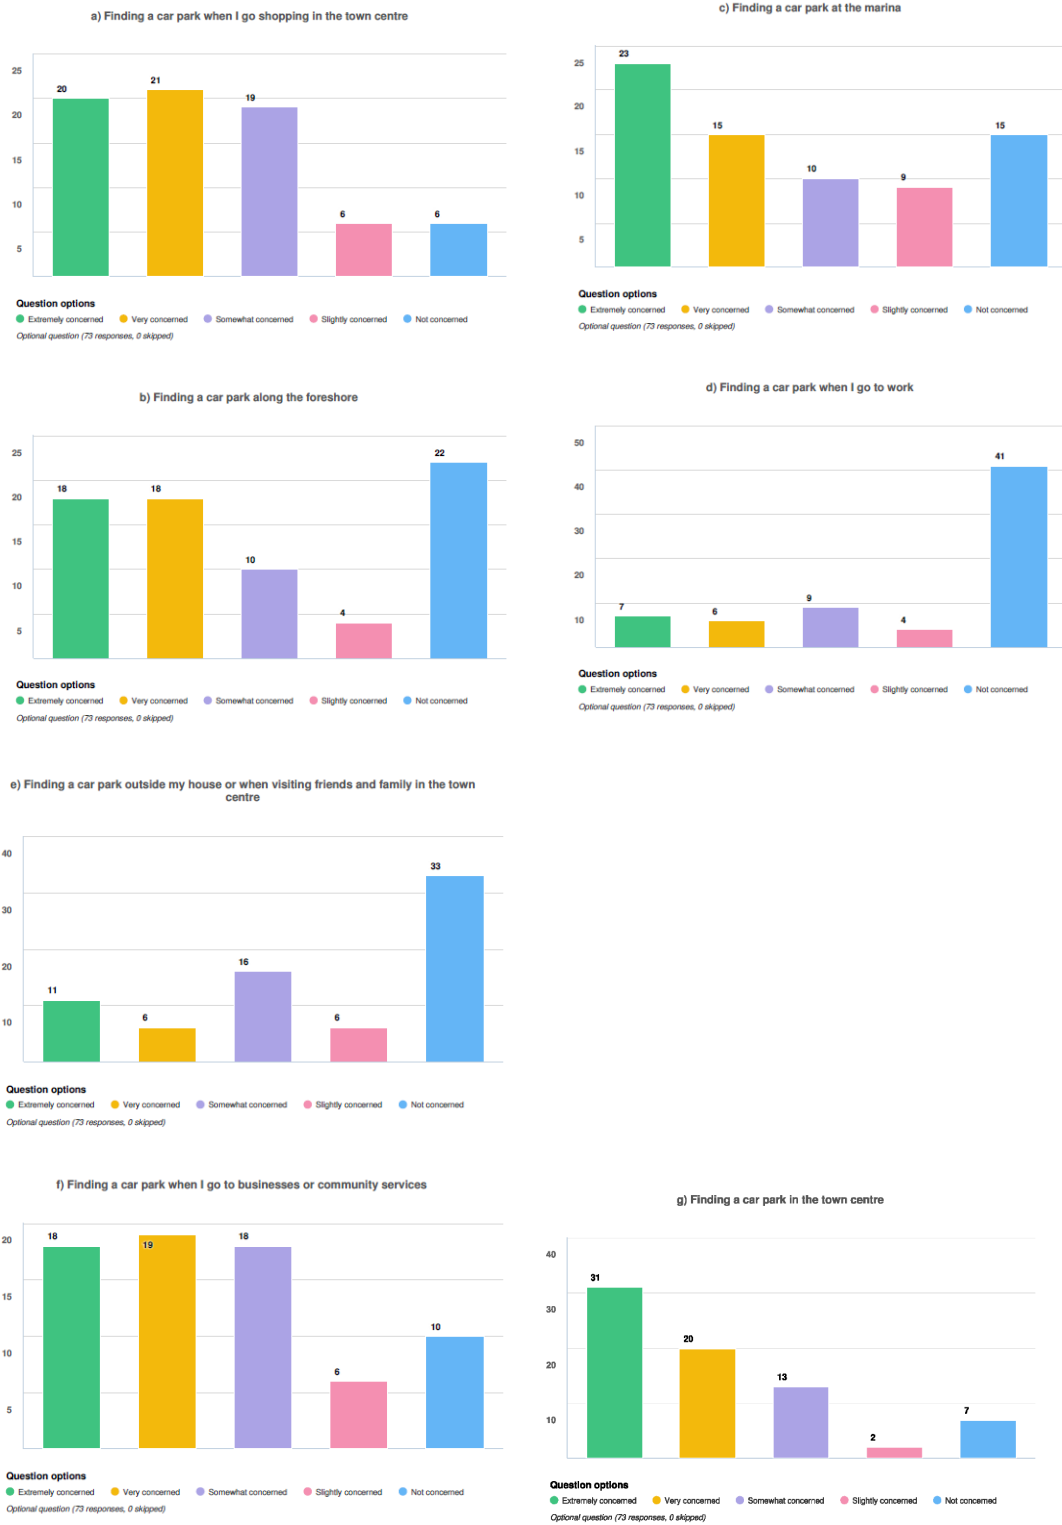 a) Finding a car park when I go shopping in the town centre
25
20
15
10
5
20
21
19
6
6
Question options
Extremely concerned Very concerned Somewhat concerned Slightly concerned Not concerned
Optional question (73 responses, 0 skipped)
c) Finding a car park at the marina
25
20
15
10
5
23
15
10
9
15
Question options
Extremely concerned Very concerned Somewhat concerned Slightly concerned Not concerned
Optional question (73 responses, 0 skipped)
b) Finding a car park along the foreshore
25
20
15
10
5
18
18
10
4
22
Question options
Extremely concerned Very concerned Somewhat concerned Slightly concerned Not concerned
Optional question (73 responses, 0 skipped)
d) Finding a car park when I go to work
50
40
30
20
10
7
6
9
4
41
Question options
Extremely concerned Very concerned Somewhat concerned Slightly concerned Not concerned
Optional question (73 responses, 0 skipped)
e) Finding a car park outside my house or when visiting friends and family in the town
centre
40
30
20
10
11
6
16
6
33
Question options
Extremely concerned Very concerned Somewhat concerned Slightly concerned Not concerned
Optional question (73 responses, 0 skipped)
f) Finding a car park when I go to businesses or community services
20
15
10
5
18
19
18
6
10
Question options
Extremely concerned Very concerned Somewhat concerned Slightly concerned Not concerned
Optional question (73 responses, 0 skipped)
g) Finding a car park in the town centre
40
30
20
10
31
20
13
2
7
Question options
Extremely concerned Very concerned Somewhat concerned Slightly concerned Not concerned
Optional question (73 responses, 0 skipped)